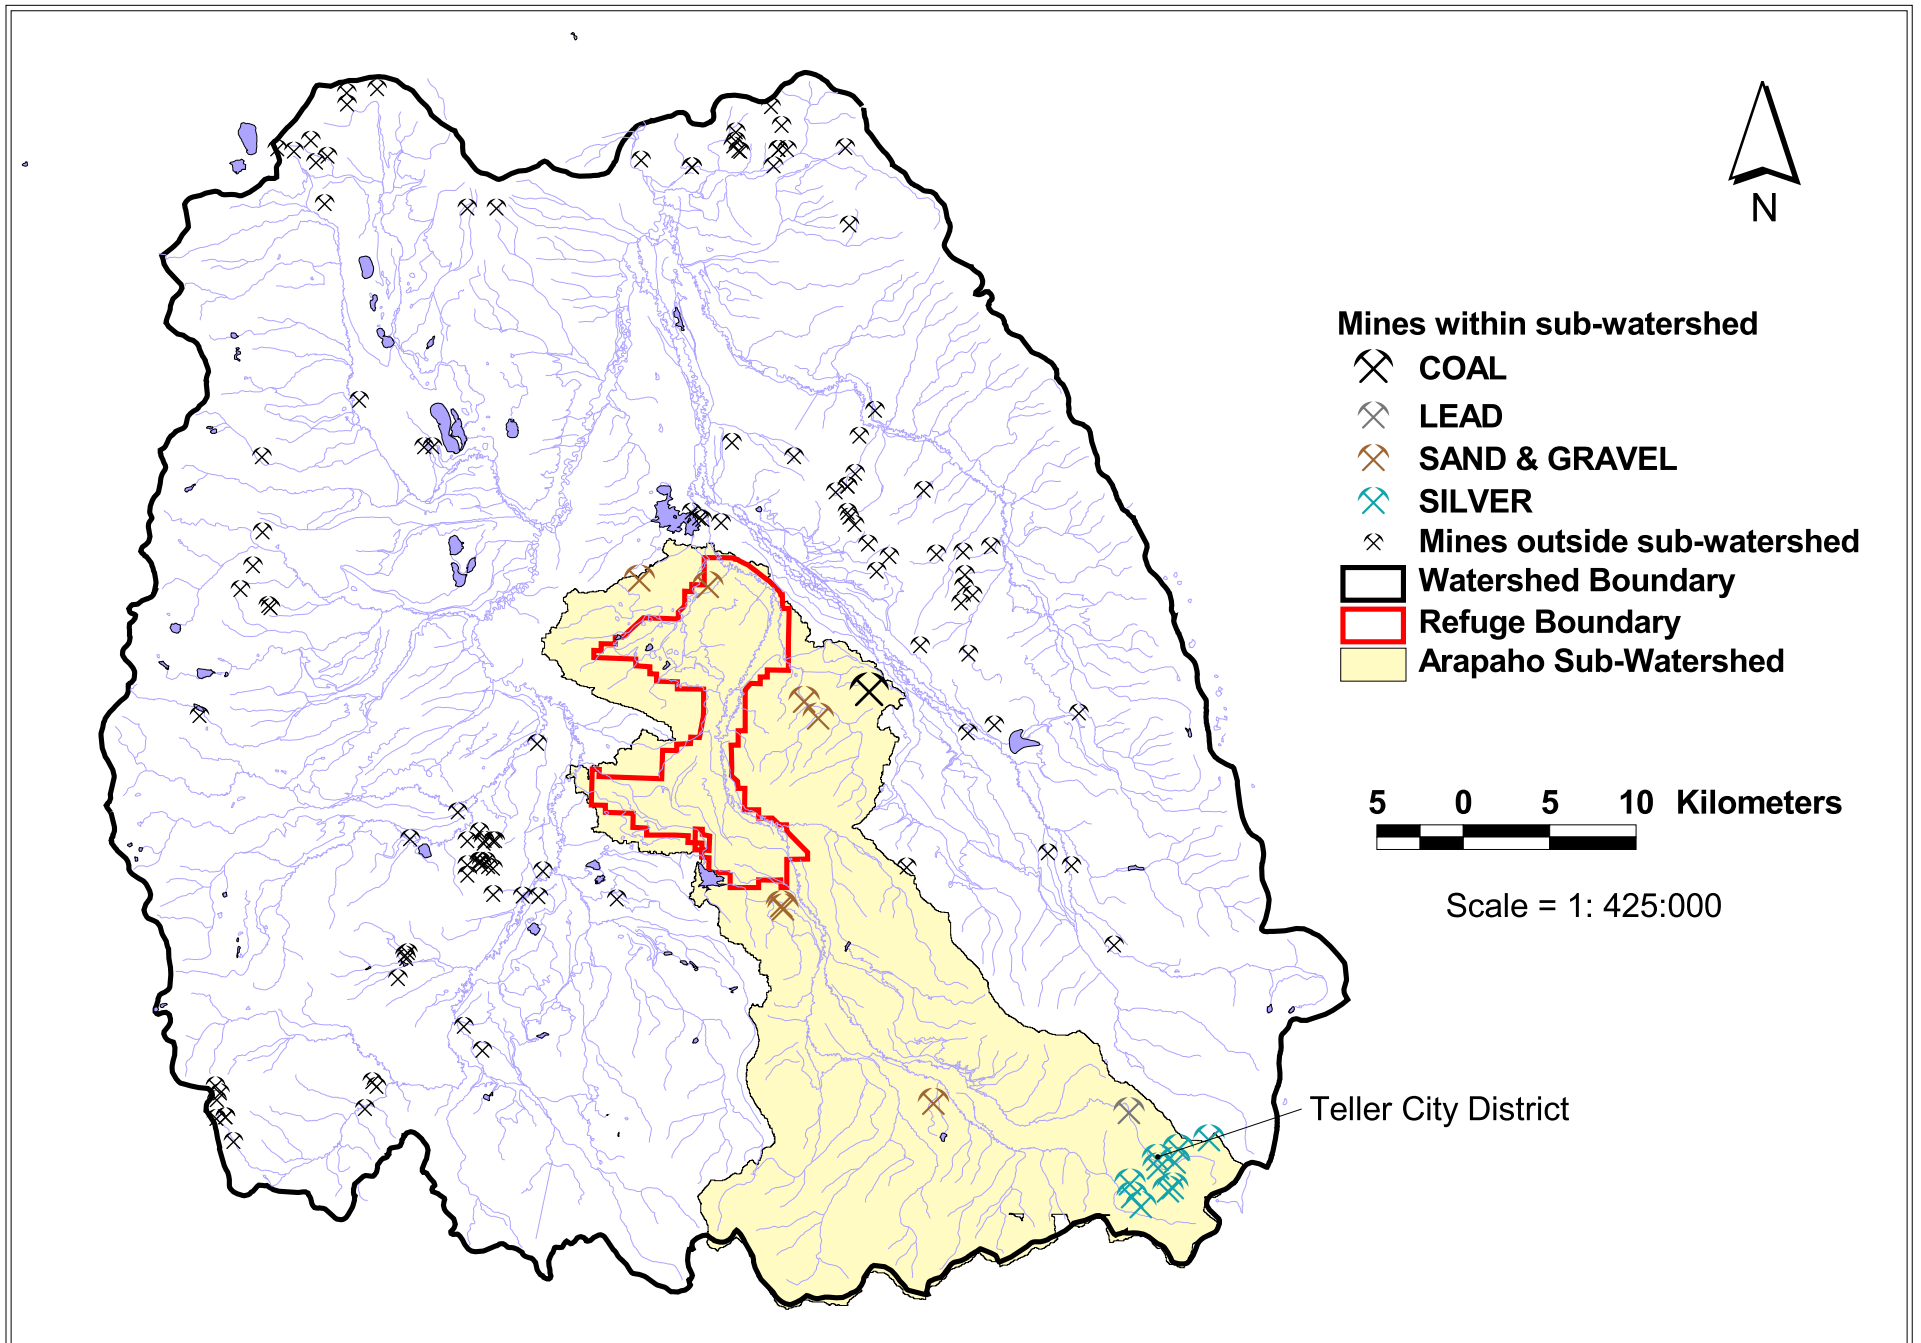 N
Mines within sub-watershed
COAL
LEAD
SAND & GRAVEL
SILVER
Mines outside sub-watershed
Watershed Boundary
Refuge Boundary
Arapaho Sub-Watershed
5 0 5 10 Kilometers
Scale = 1: 425:000
Teller City District